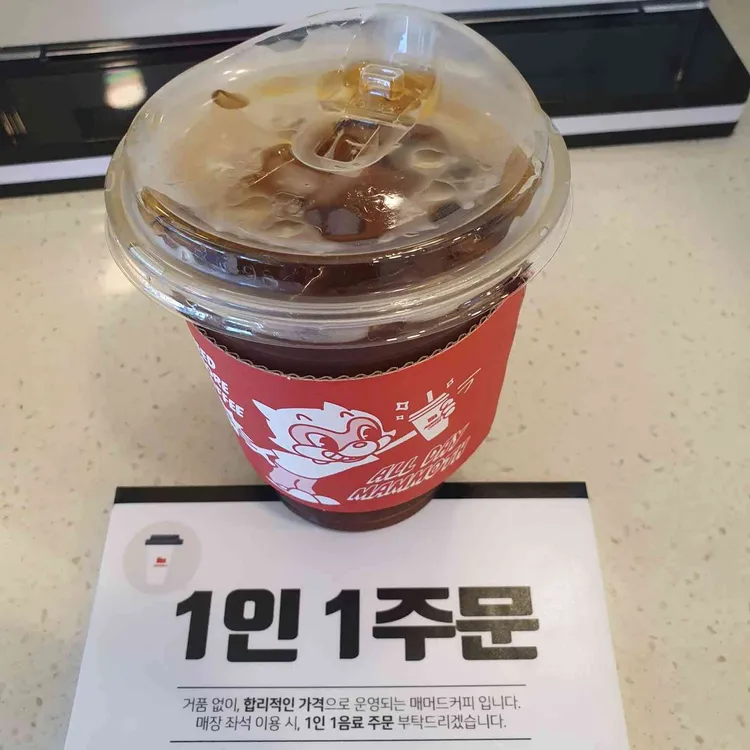 ALL DAY
MAMMOTH
1인 1주문
거품 없이, 합리적인 가격으로 운영되는 매머드커피 입니다.
매장 좌석 이용 시, 1인 1음료 주문 부탁드리겠습니다.